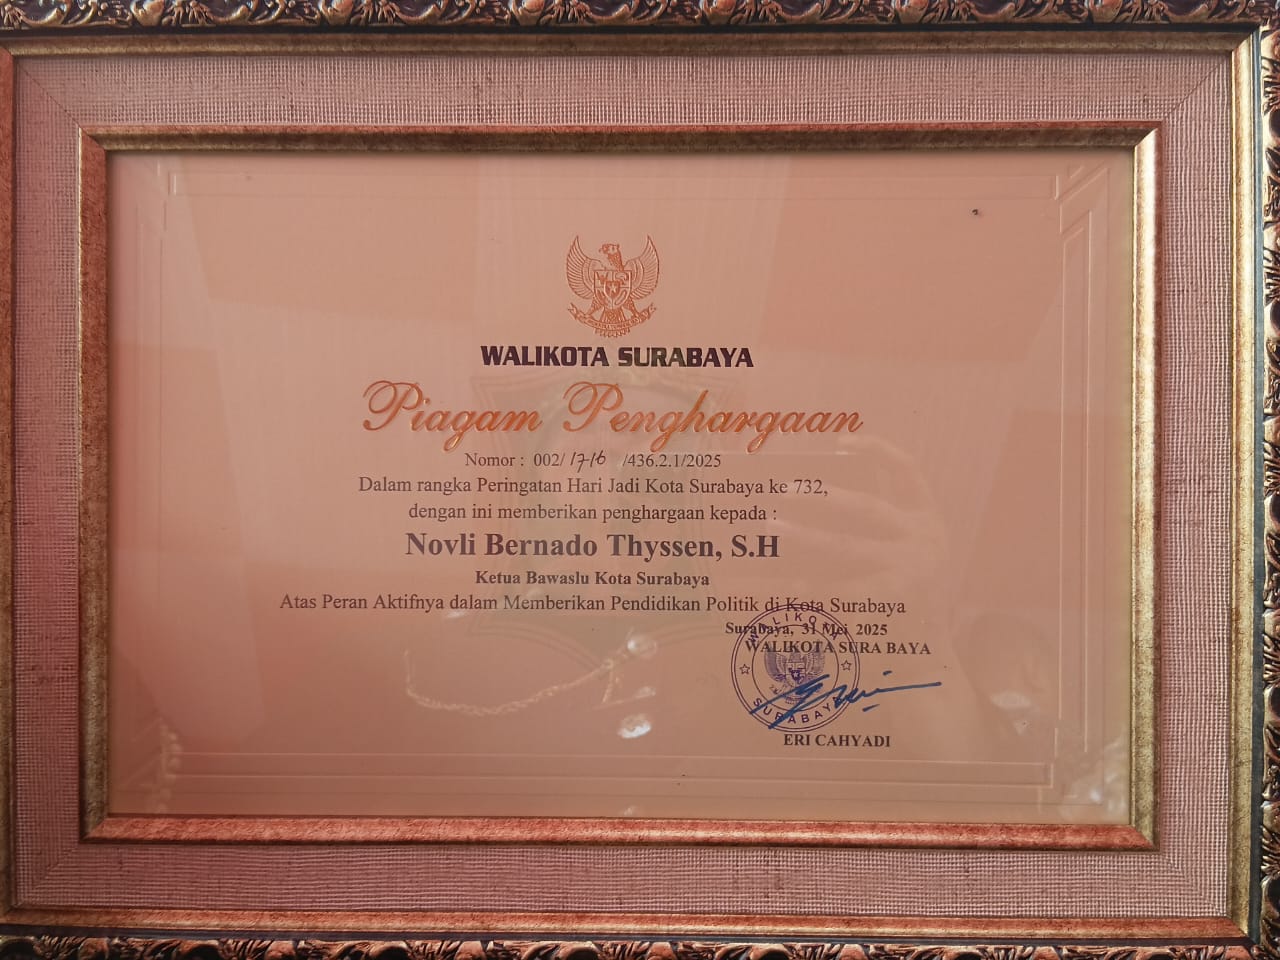 WALIKOTA SURABAYA
Piagam Penghargaan
Nomor : 002/ 1716 /436.2.1/2025
Dalam rangka Peringatan Hari Jadi Kota Surabaya ke 732,
dengan ini memberikan penghargaan kepada :
Novli Bernado Thyssen, S.H
Ketua Bawaslu Kota Surabaya
Atas Peran Aktifnya dalam Memberikan Pendidikan Politik di Kota Surabaya
Surabaya, 31 Mei 2025
WALIKOTA SURA BAYA
WALIKOTA
SURABAYA
ERI CAHYADI